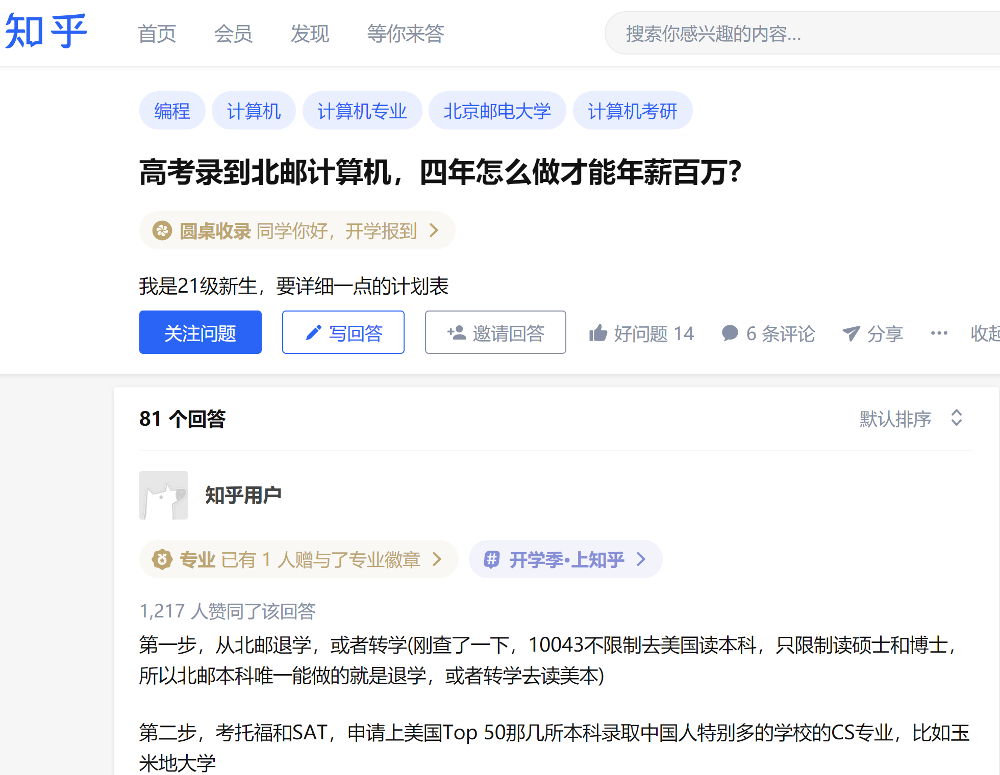 知乎 首页 会员 发现 等你来答 搜索你感兴趣的内容...
编程 计算机 计算机专业 北京邮电大学 计算机考研
高考录到北邮计算机，四年怎么做才能年薪百万？
圆桌收录 同学你好，开学报到
我是21级新生，要详细一点的计划表
关注问题 写回答 邀请回答 好问题 14 6 条评论 分享 ··· 收起
81 个回答 默认排序
知乎用户
专业 已有 1 人赠与了专业徽章 # 开学季·上知乎
1,217 人赞同了该回答
第一步，从北邮退学，或者转学(刚查了一下，10043不限制去美国读本科，只限制读硕士和博士，
所以北邮本科唯一能做的就是退学，或者转学去读美本)
第二步，考托福和SAT，申请上美国Top 50那几所本科录取中国人特别多的学校的CS专业，比如玉
米地大学